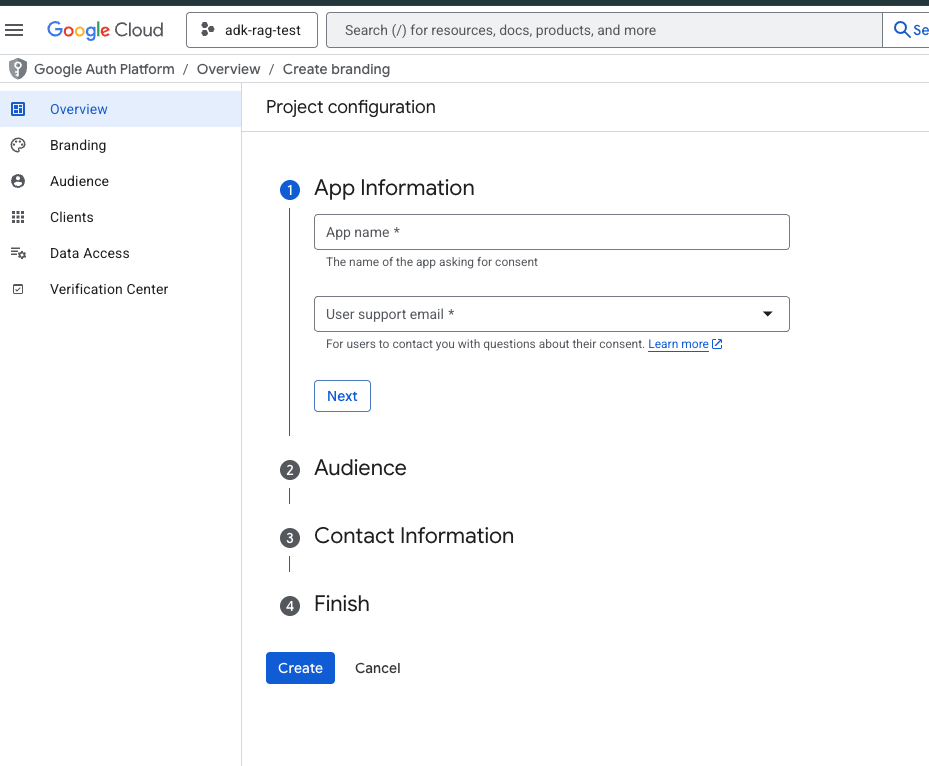 Google Cloud
adk-rag-test
Search (/) for resources, docs, products, and more
Se
Google Auth Platform / Overview / Create branding
Overview
Branding
Audience
Clients
Data Access
Verification Center
Project configuration
1 App Information
App name *
The name of the app asking for consent
User support email *
For users to contact you with questions about their consent. Learn more
Next
2 Audience
3 Contact Information
4 Finish
Create Cancel